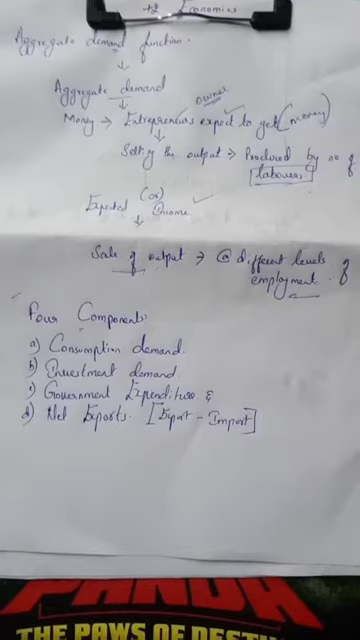 +2 Economics
Aggregate demand function.
↓
Aggregate demand
↓
owner
Money → Entrepreneurs expect to get (money)
↓
Selling the output → Produced by no of
[labourers]
(or)
Expected Income
↓
Sale of output → @ different levels of
employment.
Four Components:
a) Consumption demand.
b) Investment demand
c) Government Expenditure &
d) Net Exports. [Export - Import]
PANDA
THE PAWS OF DESTINY